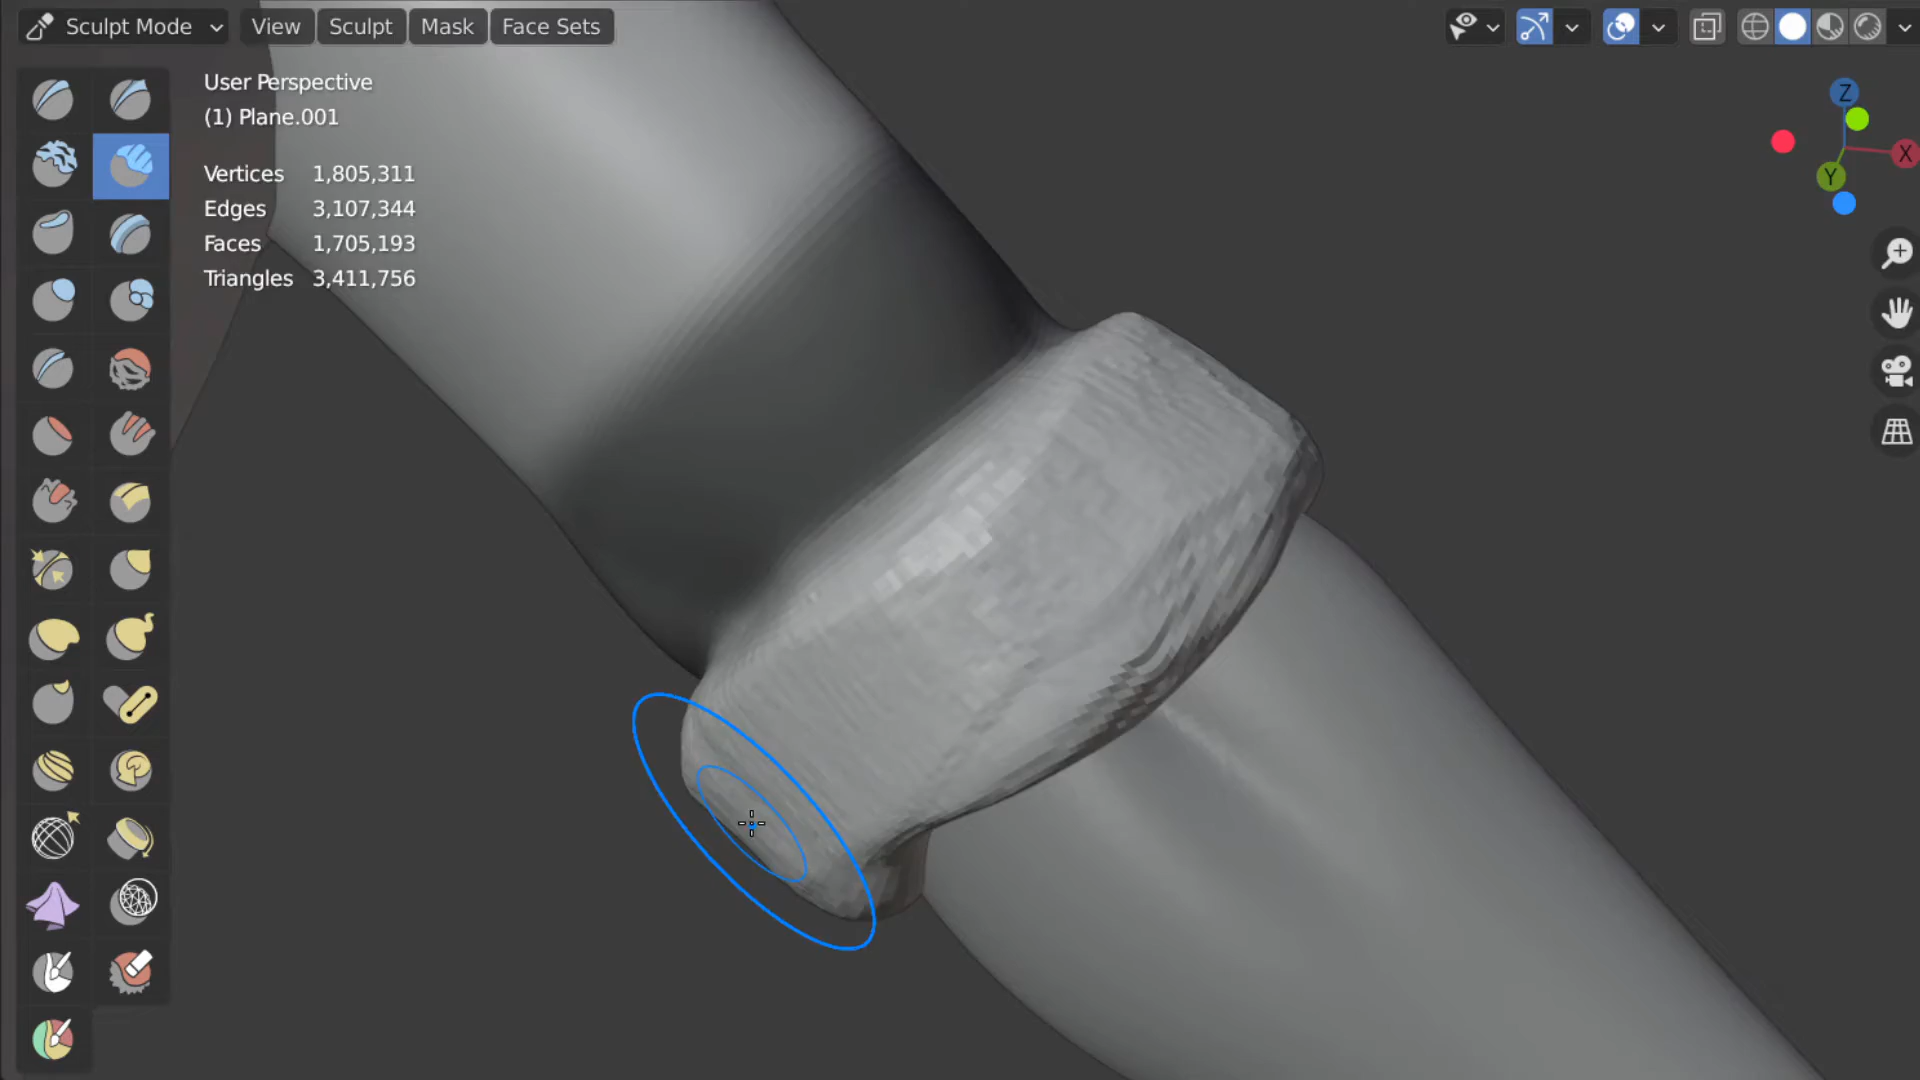 Sculpt Mode View Sculpt Mask Face Sets
User Perspective
(1) Plane.001
Vertices 1,805,311
Edges 3,107,344
Faces 1,705,193
Triangles 3,411,756
Z
X
Y